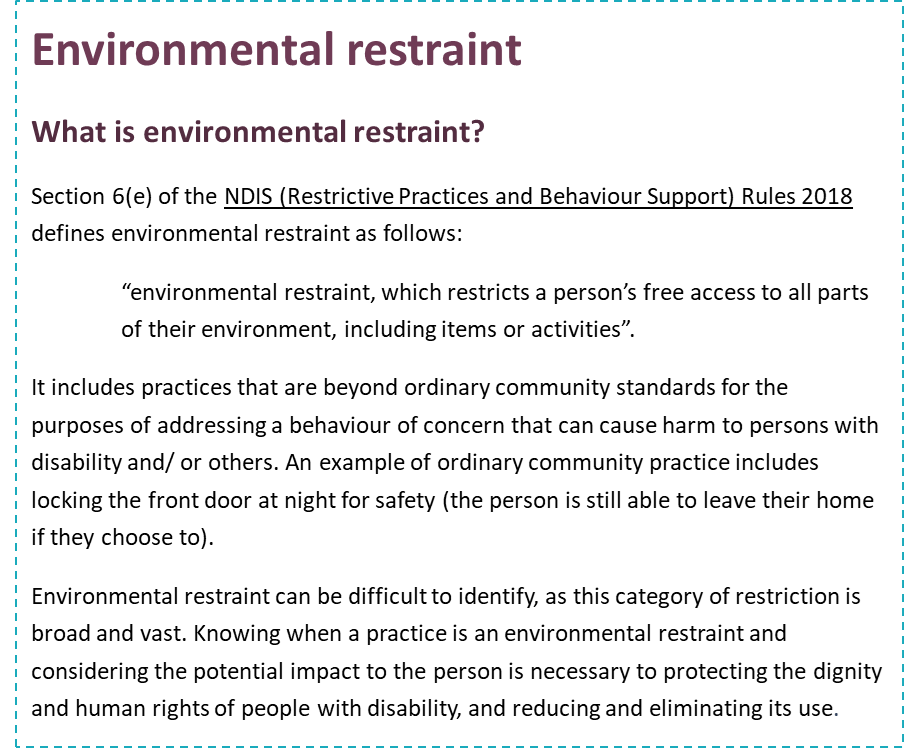 Environmental restraint
What is environmental restraint?
Section 6(e) of the NDIS (Restrictive Practices and Behaviour Support) Rules 2018
defines environmental restraint as follows:
“environmental restraint, which restricts a person’s free access to all parts
of their environment, including items or activities”.
It includes practices that are beyond ordinary community standards for the
purposes of addressing a behaviour of concern that can cause harm to persons with
disability and/ or others. An example of ordinary community practice includes
locking the front door at night for safety (the person is still able to leave their home
if they choose to).
Environmental restraint can be difficult to identify, as this category of restriction is
broad and vast. Knowing when a practice is an environmental restraint and
considering the potential impact to the person is necessary to protecting the dignity
and human rights of people with disability, and reducing and eliminating its use.